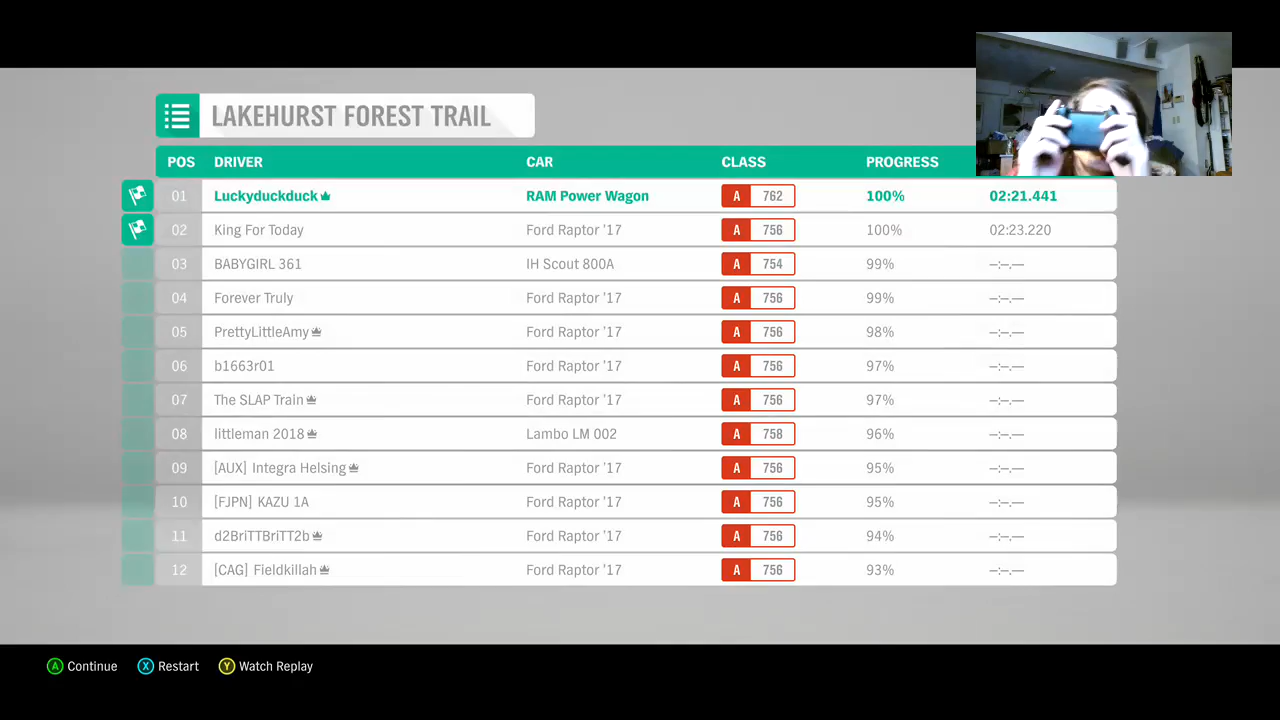 LAKEHURST FOREST TRAIL
POS DRIVER CAR CLASS PROGRESS
01 Luckyduckduck RAM Power Wagon A 762 100% 02:21.441
02 King For Today Ford Raptor '17 A 756 100% 02:23.220
03 BABYGIRL 361 IH Scout 800A A 754 99% --:--.---
04 Forever Truly Ford Raptor '17 A 756 99% --:--.---
05 PrettyLittleAmy Ford Raptor '17 A 756 98% --:--.---
06 b1663r01 Ford Raptor '17 A 756 97% --:--.---
07 The SLAP Train Ford Raptor '17 A 756 97% --:--.---
08 littleman 2018 Lambo LM 002 A 758 96% --:--.---
09 [AUX] Integra Helsing Ford Raptor '17 A 756 95% --:--.---
10 [FJPN] KAZU 1A Ford Raptor '17 A 756 95% --:--.---
11 d2BriTTBriTT2b Ford Raptor '17 A 756 94% --:--.---
12 [CAG] Fieldkillah Ford Raptor '17 A 756 93% --:--.---
A Continue X Restart Y Watch Replay